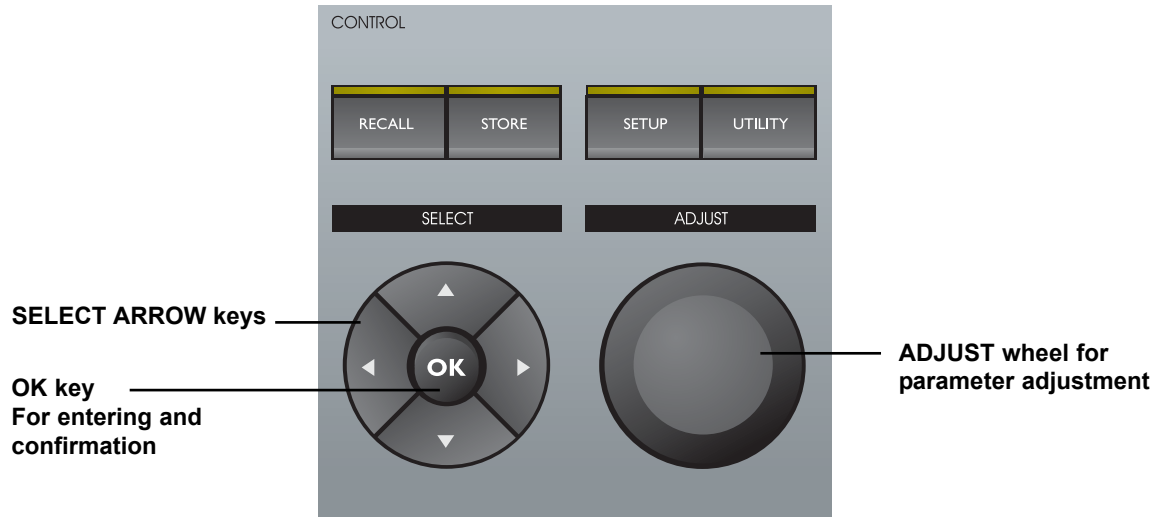 CONTROL
RECALL
STORE
SETUP
UTILITY
SELECT
ADJUST
SELECT ARROW keys
OK
OK key
For entering and
confirmation
ADJUST wheel for
parameter adjustment